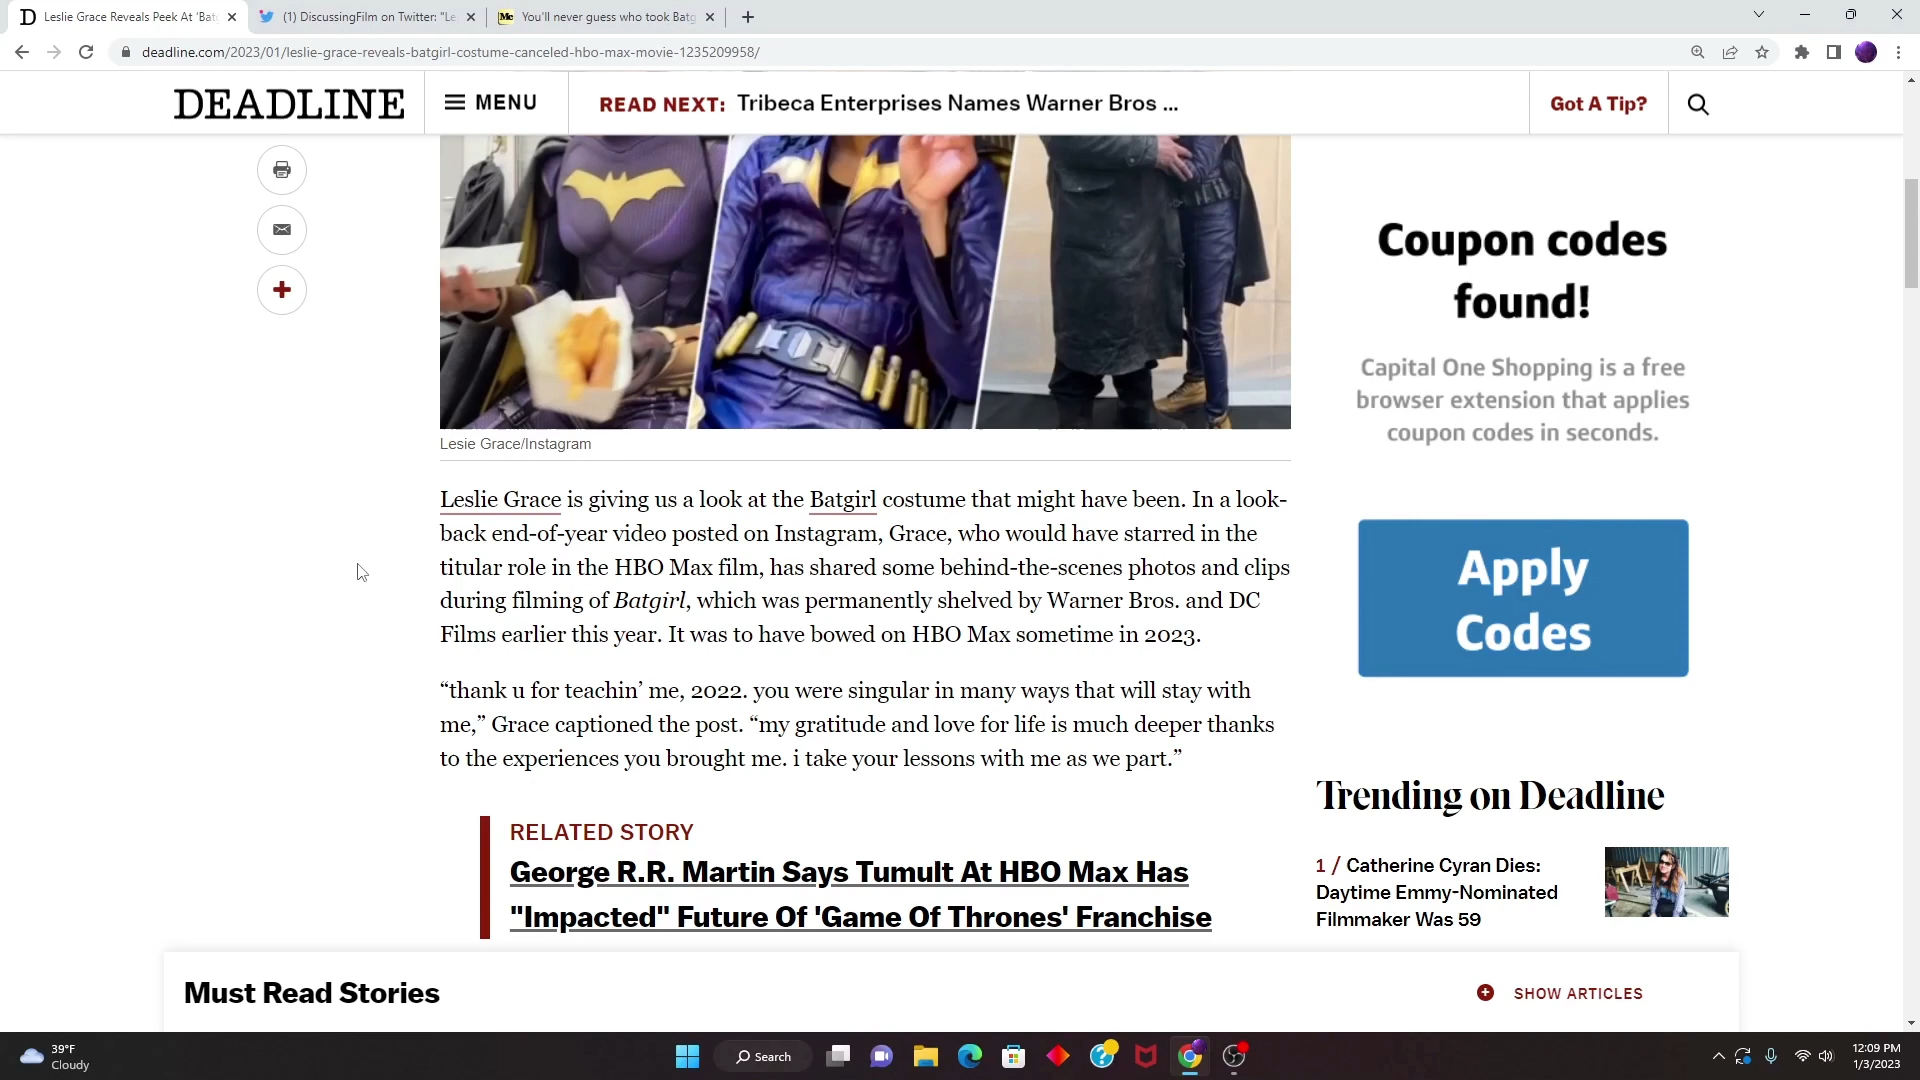 Leslie Grace Reveals Peek At 'Bat
(1) DiscussingFilm on Twitter: "Le
You'll never guess who took Batg
deadline.com/2023/01/leslie-grace-reveals-batgirl-costume-canceled-hbo-max-movie-1235209958/
DEADLINE
MENU
READ NEXT: Tribeca Enterprises Names Warner Bros ...
Got A Tip?
Lesie Grace/Instagram
Leslie Grace is giving us a look at the Batgirl costume that might have been. In a look-
back end-of-year video posted on Instagram, Grace, who would have starred in the
titular role in the HBO Max film, has shared some behind-the-scenes photos and clips
during filming of Batgirl, which was permanently shelved by Warner Bros. and DC
Films earlier this year. It was to have bowed on HBO Max sometime in 2023.
“thank u for teachin’ me, 2022. you were singular in many ways that will stay with
me,” Grace captioned the post. “my gratitude and love for life is much deeper thanks
to the experiences you brought me. i take your lessons with me as we part.”
RELATED STORY
George R.R. Martin Says Tumult At HBO Max Has
"Impacted" Future Of 'Game Of Thrones' Franchise
Coupon codes
found!
Capital One Shopping is a free
browser extension that applies
coupon codes in seconds.
Apply
Codes
Trending on Deadline
1 / Catherine Cyran Dies:
Daytime Emmy-Nominated
Filmmaker Was 59
Must Read Stories
SHOW ARTICLES
39°F
Cloudy
Search
12:09 PM
1/3/2023